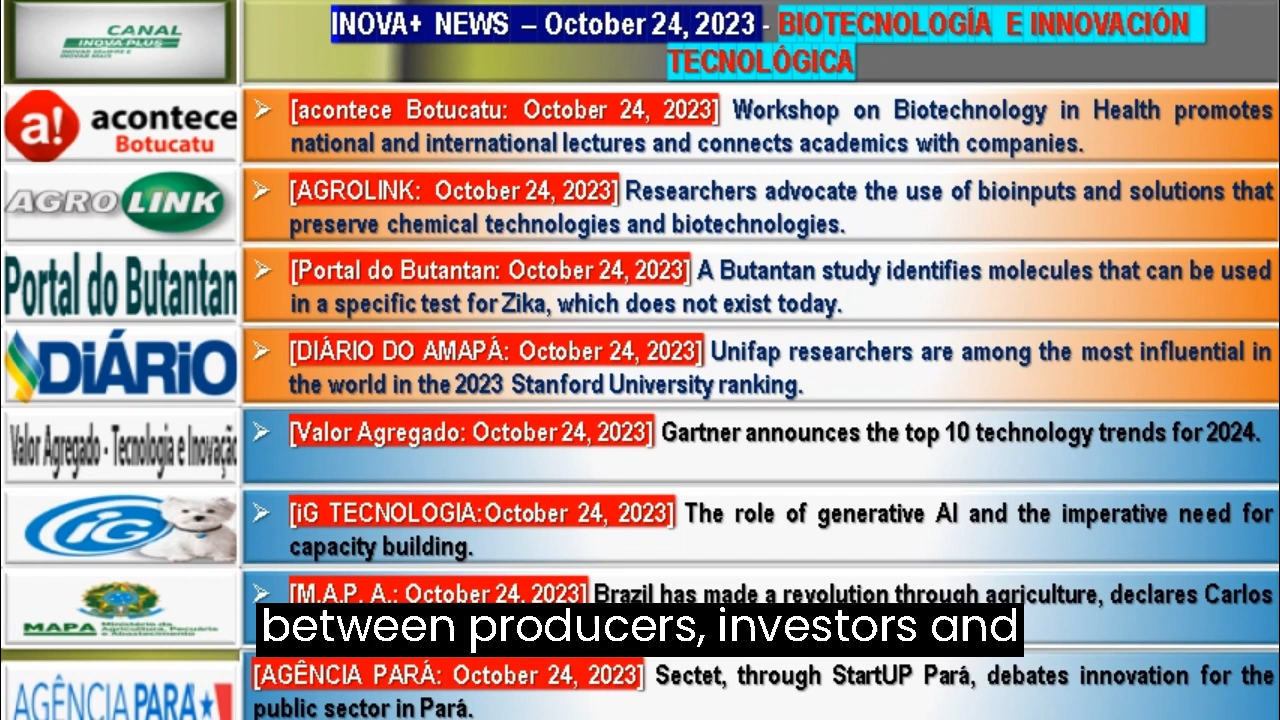 CANAL
INOVA-PLUS
INOVAR SEMPRE E
INOVAR MAIS
INOVA+ NEWS – October 24, 2023 - BIOTECNOLOGÍA E INNOVACIÓN
TECNOLÓGICA
a! acontece
Botucatu
[acontece Botucatu: October 24, 2023] Workshop on Biotechnology in Health promotes
national and international lectures and connects academics with companies.
AGROLINK
[AGROLINK: October 24, 2023] Researchers advocate the use of bioinputs and solutions that
preserve chemical technologies and biotechnologies.
Portal do Butantan
[Portal do Butantan: October 24, 2023] A Butantan study identifies molecules that can be used
in a specific test for Zika, which does not exist today.
DiÁRiO
[DIÁRIO DO AMAPÁ: October 24, 2023] Unifap researchers are among the most influential in
the world in the 2023 Stanford University ranking.
Valor Agregado - Tecnologia e Inovação
[Valor Agregado: October 24, 2023] Gartner announces the top 10 technology trends for 2024.
iG
[iG TECNOLOGIA:October 24, 2023] The role of generative AI and the imperative need for
capacity building.
MAPA Ministério da
Agricultura, Pecuária
e Abastecimento
[M.A.P. A.: October 24, 2023] Brazil has made a revolution through agriculture, declares Carlos
between producers, investors and
AGÊNCIA PARÁ
[AGÊNCIA PARÁ: October 24, 2023] Sectet, through StartUP Pará, debates innovation for the
public sector in Pará.